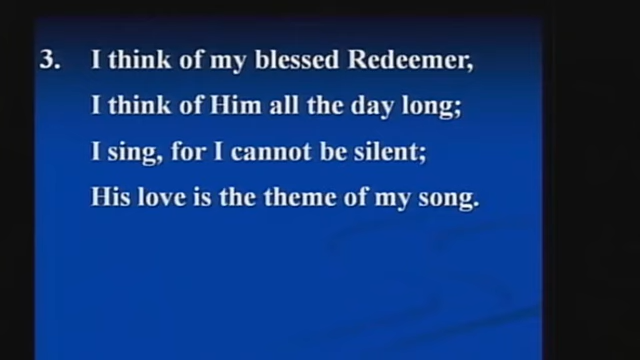 3. I think of my blessed Redeemer,
I think of Him all the day long;
I sing, for I cannot be silent;
His love is the theme of my song.